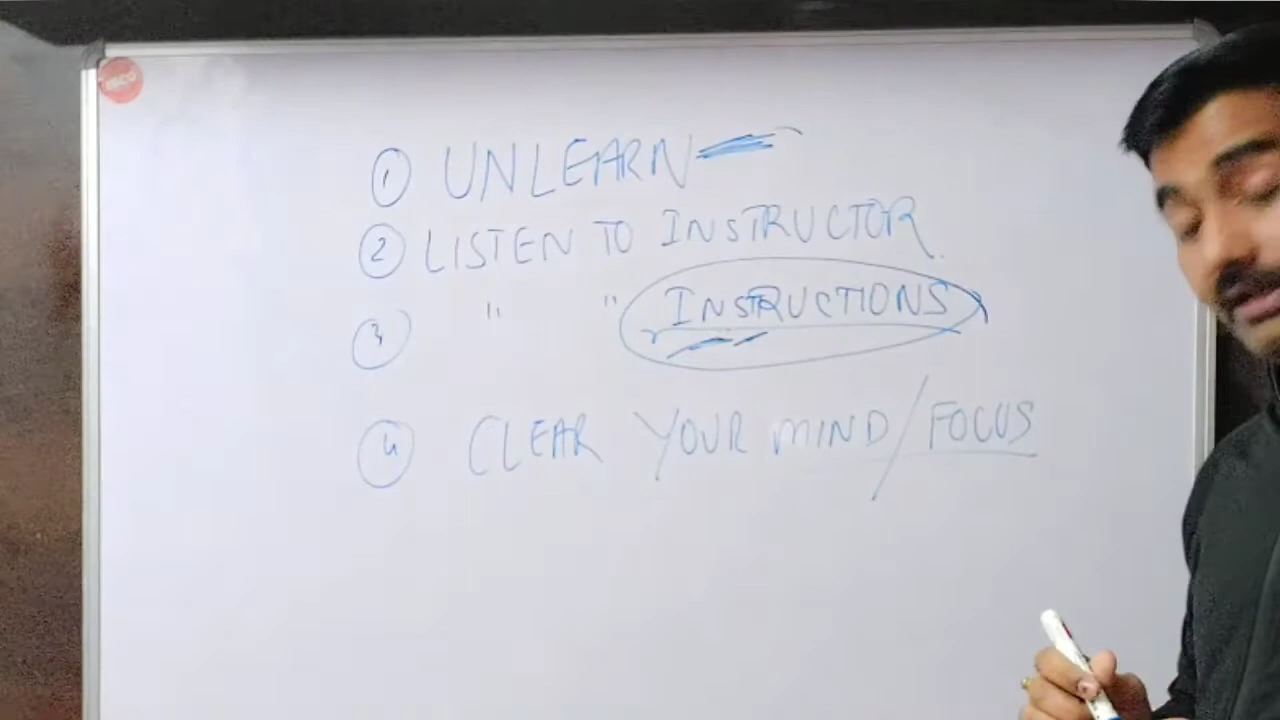 ① UNLEARN
② LISTEN TO INSTRUCTOR
③ " " INSTRUCTIONS
④ CLEAR YOUR MIND / FOCUS